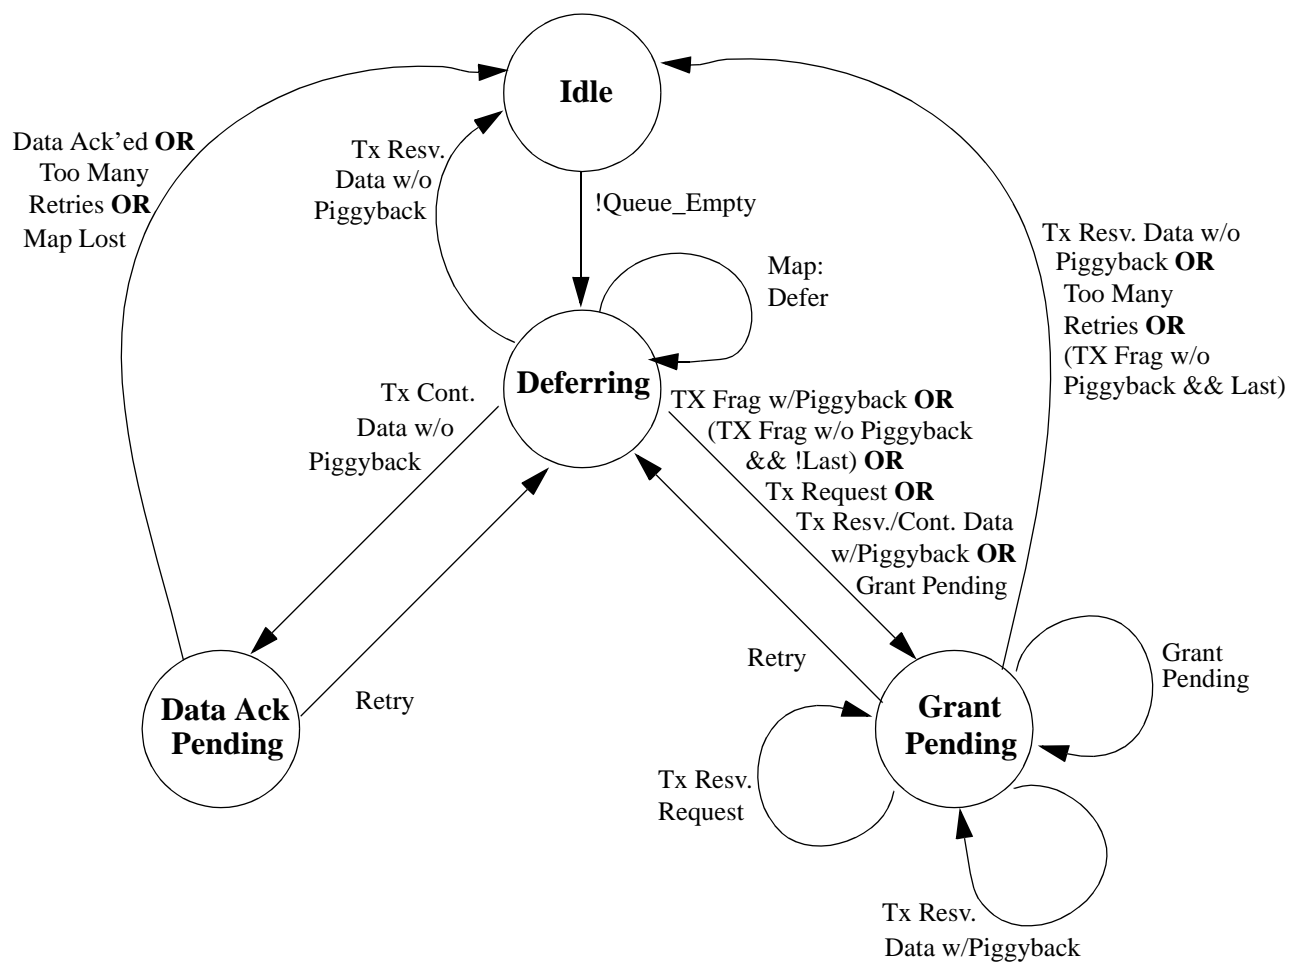 Idle
Data Ack’ed OR
Too Many
Retries OR
Map Lost
Tx Resv.
Data w/o
Piggyback
!Queue_Empty
Map:
Defer
Tx Resv. Data w/o
Piggyback OR
Too Many
Retries OR
(TX Frag w/o
Piggyback && Last)
Deferring
Tx Cont.
Data w/o
Piggyback
TX Frag w/Piggyback OR
(TX Frag w/o Piggyback
&& !Last) OR
Tx Request OR
Tx Resv./Cont. Data
w/Piggyback OR
Grant Pending
Retry
Retry
Data Ack
Pending
Grant
Pending
Grant
Pending
Tx Resv.
Request
Tx Resv.
Data w/Piggyback